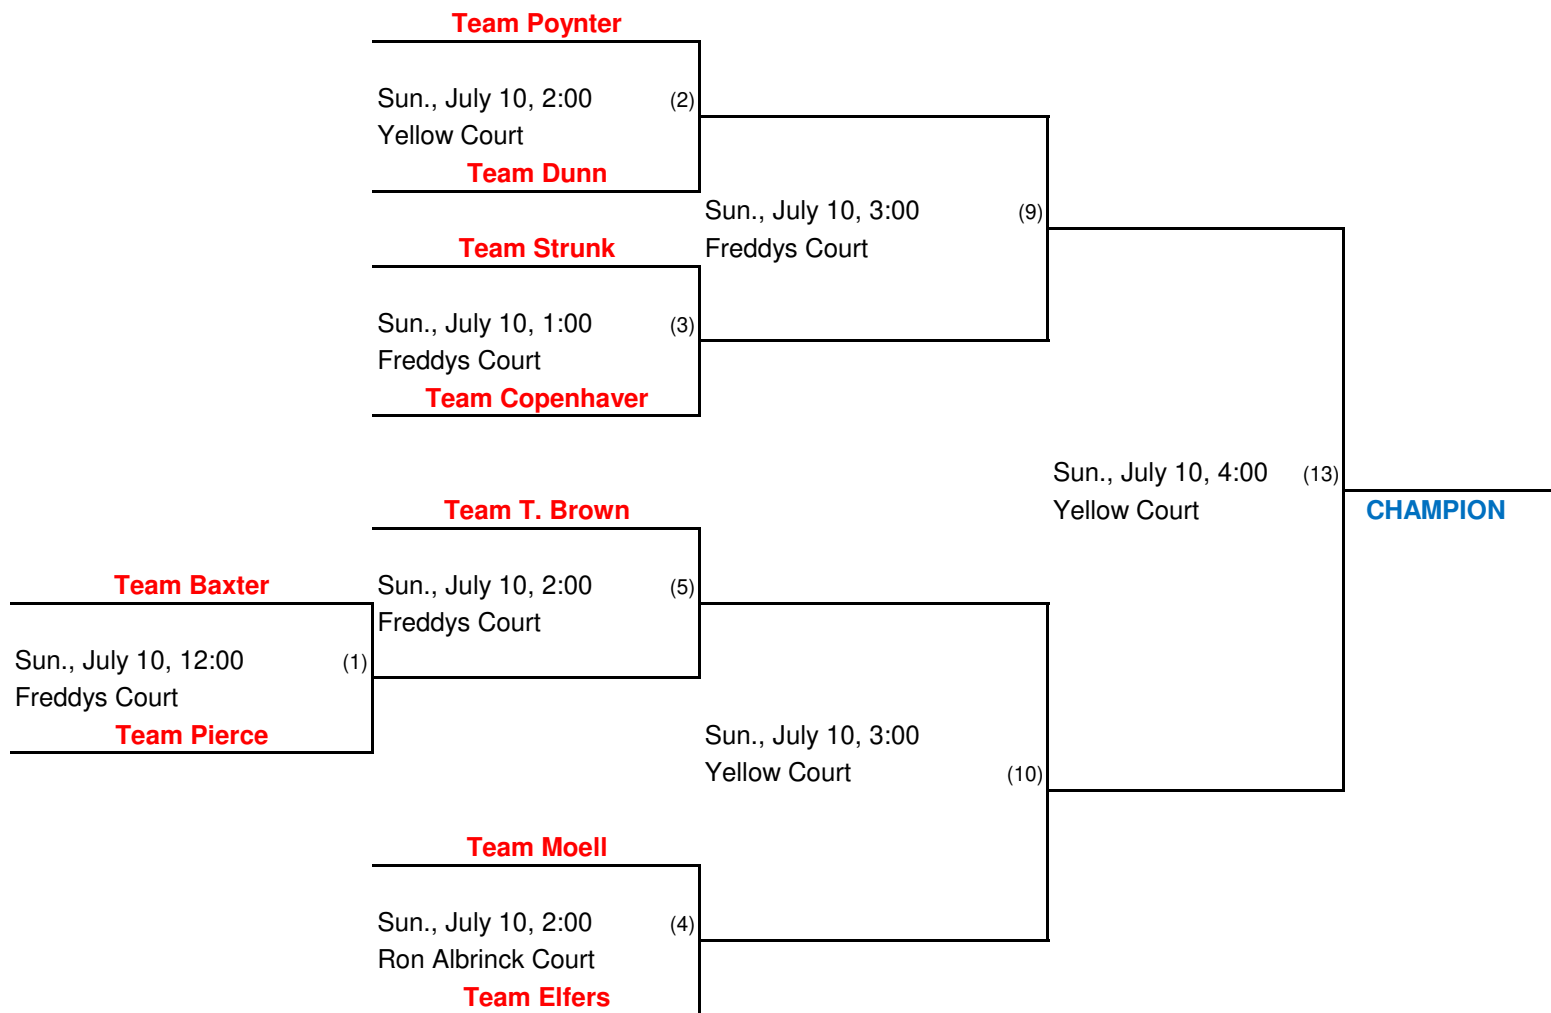 Team Poynter
Sun., July 10, 2:00 (2)
Yellow Court
Team Dunn
Sun., July 10, 3:00 (9)
Freddys Court
Team Strunk
Sun., July 10, 1:00 (3)
Freddys Court
Team Copenhaver
Sun., July 10, 4:00 (13)
Yellow Court
CHAMPION
Team T. Brown
Sun., July 10, 2:00 (5)
Freddys Court
Team Baxter
Sun., July 10, 12:00 (1)
Freddys Court
Team Pierce
Sun., July 10, 3:00
Yellow Court (10)
Team Moell
Sun., July 10, 2:00 (4)
Ron Albrinck Court
Team Elfers